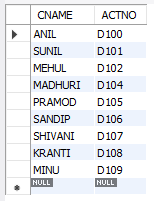 CNAME ACTNO
ANIL D100
SUNIL D101
MEHUL D102
MADHURI D104
PRAMOD D105
SANDIP D106
SHIVANI D107
KRANTI D108
MINU D109
NULL NULL